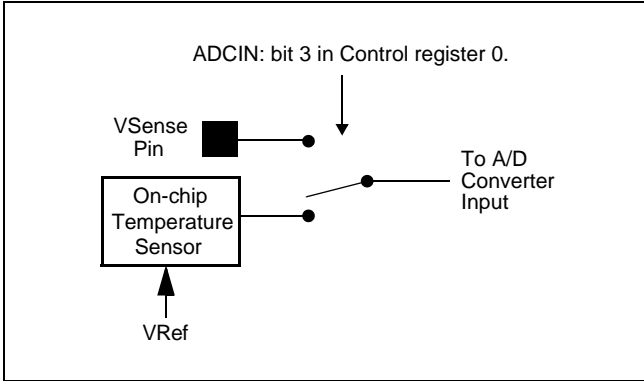 ADCIN: bit 3 in Control register 0.
VSense
Pin
To A/D
Converter
Input
On-chip
Temperature
Sensor
VRef